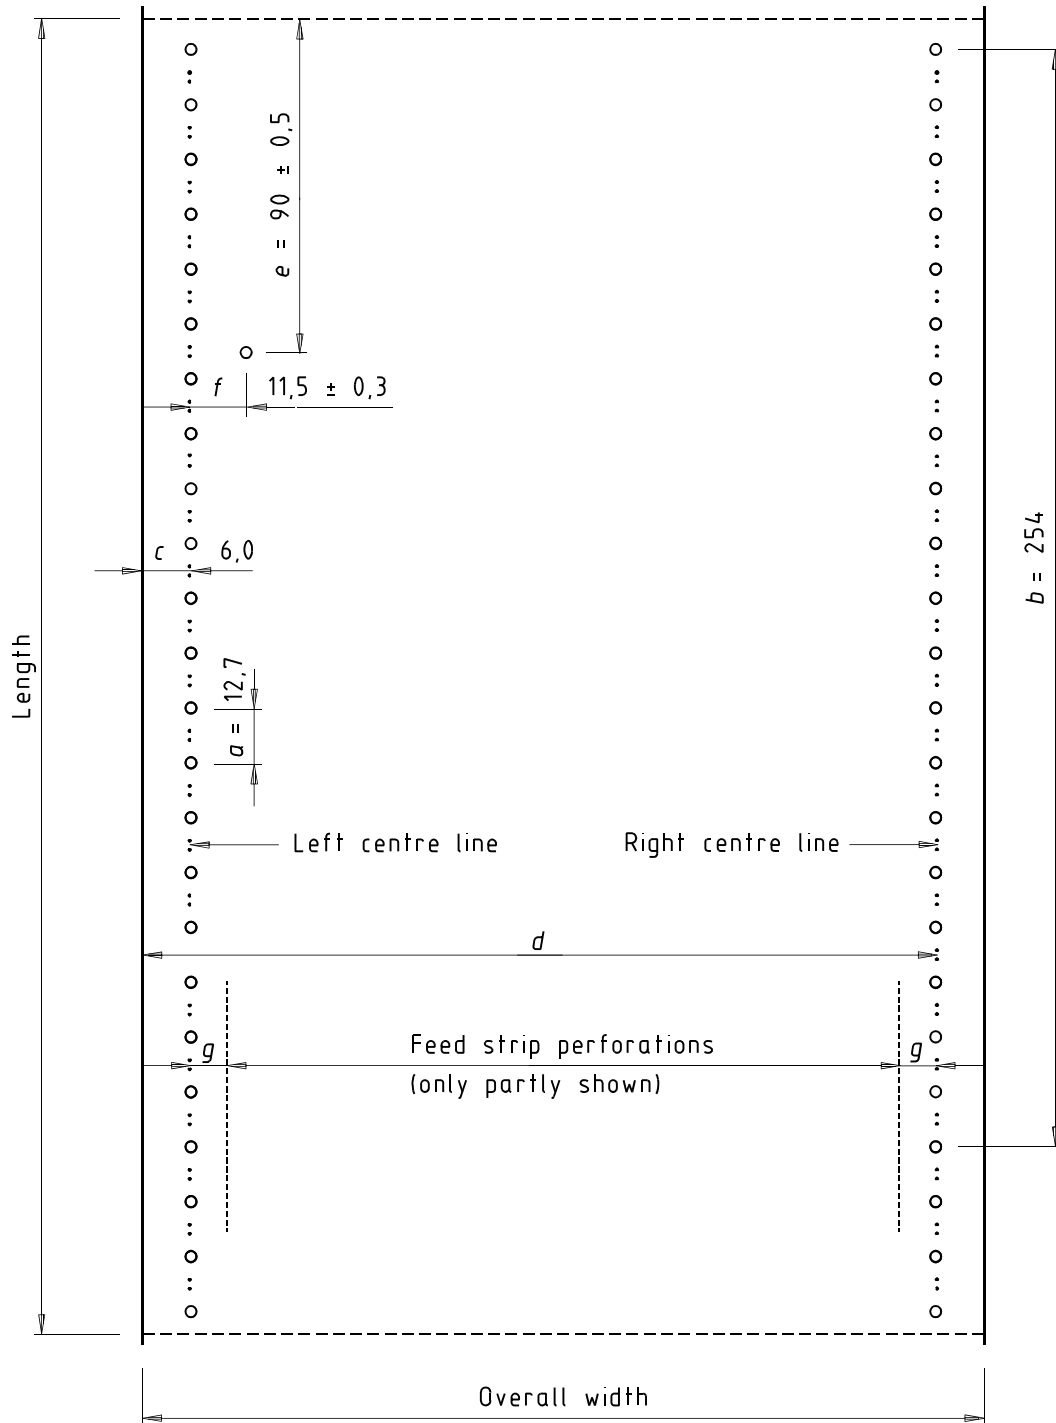 e = 90 ± 0,5
f 11,5 ± 0,3
c 6,0
b = 254
Length
a = 12,7
Left centre line
Right centre line
d
g
Feed strip perforations
(only partly shown)
g
Overall width